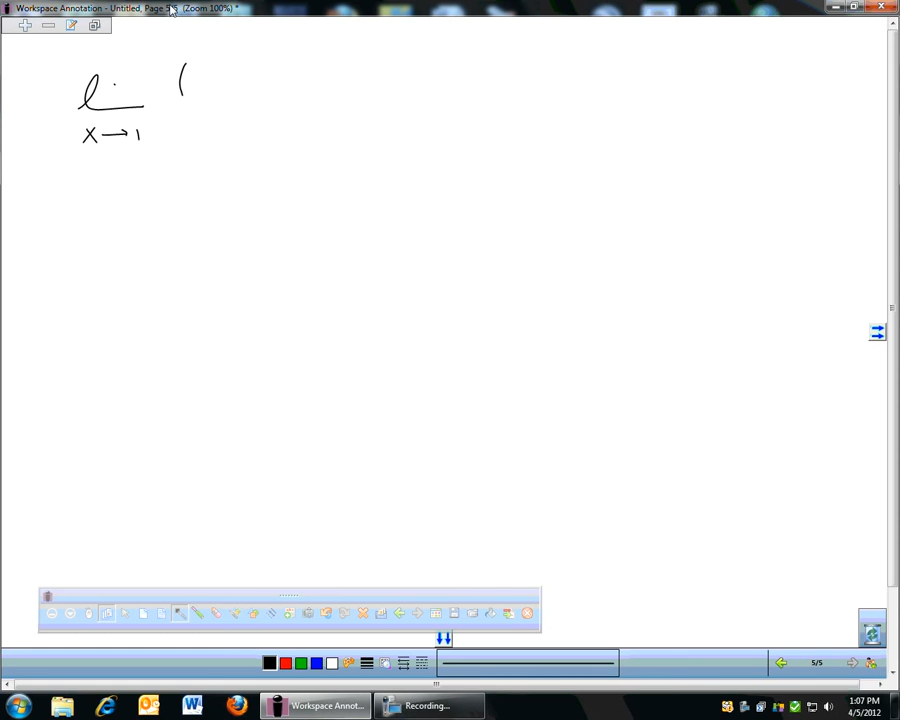 Workspace Annotation - Untitled, Page 5/5 (Zoom 100%) *
lim (
x → 1
5/5
Workspace Annot...
Recording...
1:07 PM
4/5/2012